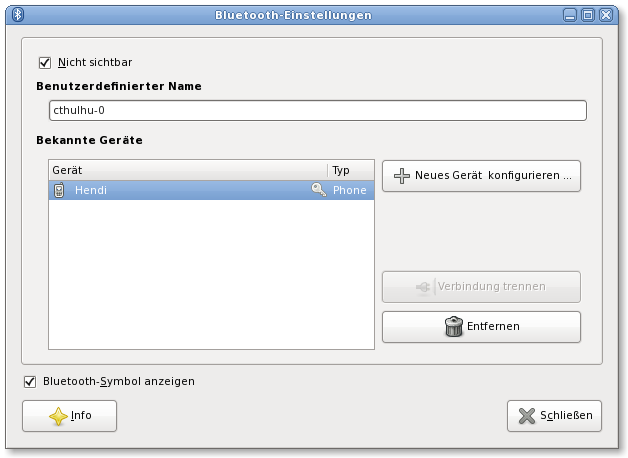 Bluetooth-Einstellungen
Nicht sichtbar
Benutzerdefinierter Name
cthulhu-0
Bekannte Geräte
Gerät Typ
Hendi Phone
Neues Gerät konfigurieren ...
Verbindung trennen
Entfernen
Bluetooth-Symbol anzeigen
Info
Schließen